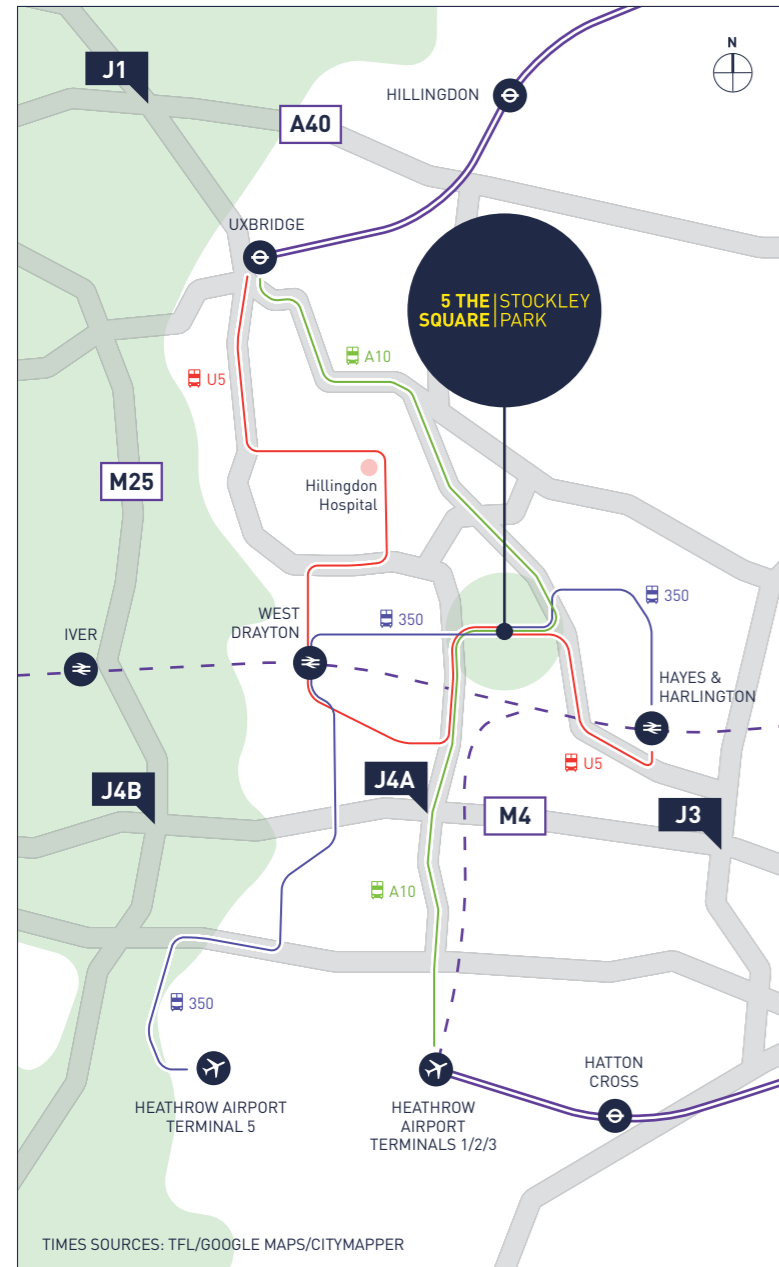 N
J1
HILLINGDON
A40
UXBRIDGE
5 THE SQUARE | STOCKLEY PARK
A10
U5
M25
Hillingdon
Hospital
350
350
WEST
DRAYTON
IVER
HAYES &
HARLINGTON
U5
J4B
J4A
M4
J3
A10
350
HEATHROW AIRPORT
TERMINAL 5
HEATHROW
AIRPORT
TERMINALS 1/2/3
HATTON
CROSS
TIMES SOURCES: TFL/GOOGLE MAPS/CITYMAPPER